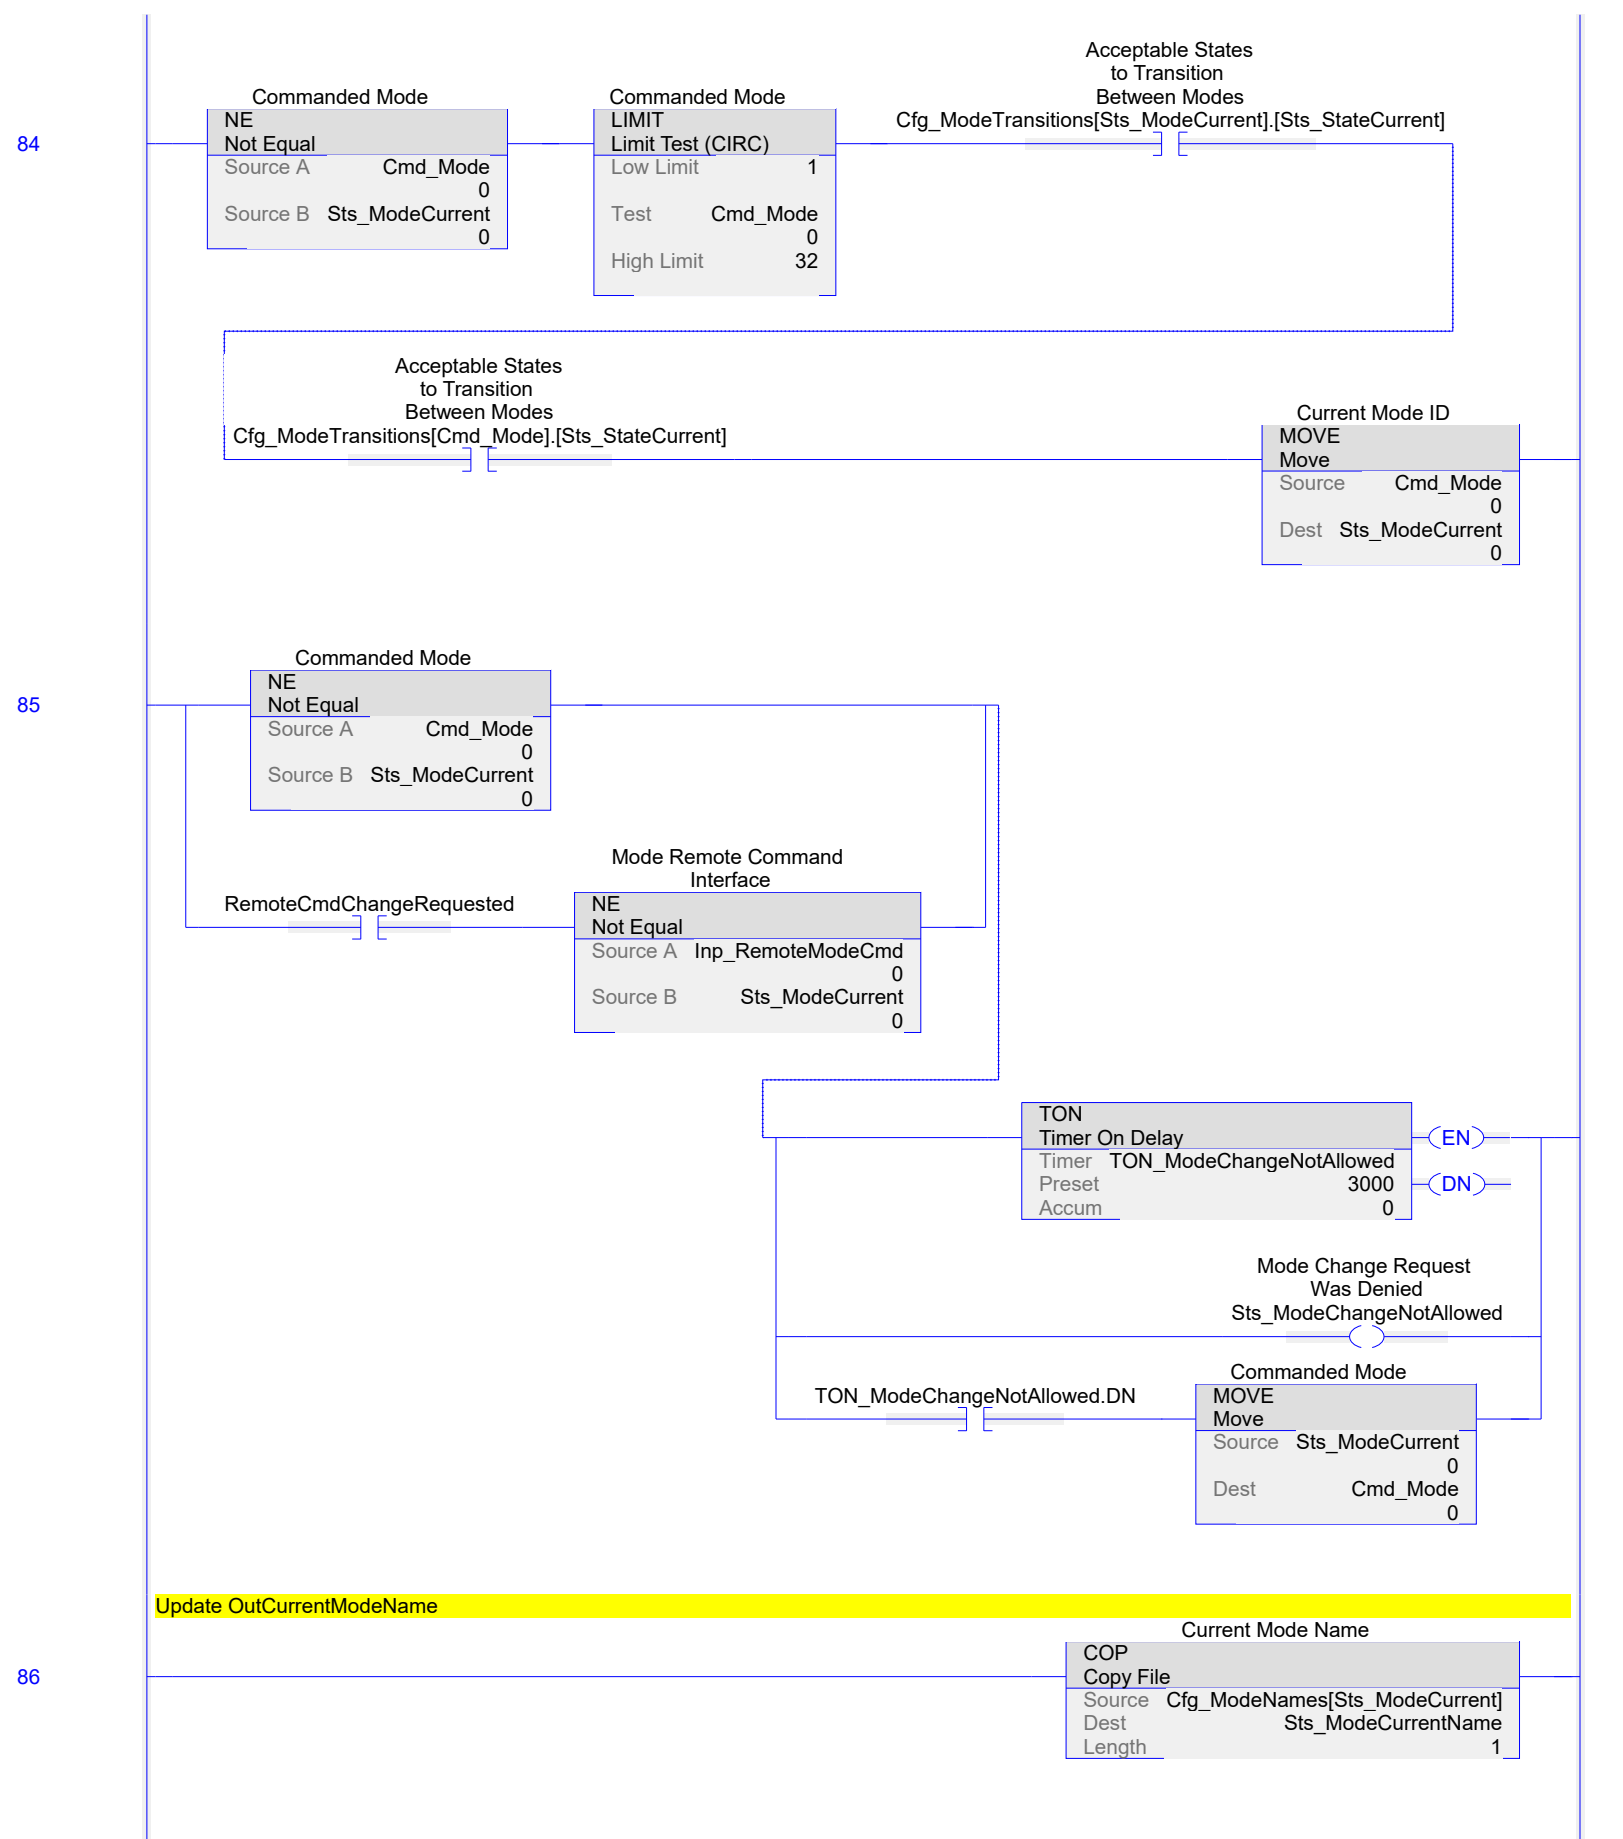 Acceptable States
to Transition
Between Modes
Commanded Mode
Commanded Mode
Cfg_ModeTransitions[Sts_ModeCurrent].[Sts_StateCurrent]
84
NE
Not Equal
Source A Cmd_Mode
0
Source B Sts_ModeCurrent
0
LIMIT
Limit Test (CIRC)
Low Limit 1
Test Cmd_Mode
0
High Limit 32
Acceptable States
to Transition
Between Modes
Cfg_ModeTransitions[Cmd_Mode].[Sts_StateCurrent]
Current Mode ID
MOVE
Move
Source Cmd_Mode
0
Dest Sts_ModeCurrent
0
Commanded Mode
85
NE
Not Equal
Source A Cmd_Mode
0
Source B Sts_ModeCurrent
0
RemoteCmdChangeRequested
Mode Remote Command
Interface
NE
Not Equal
Source A Inp_RemoteModeCmd
0
Source B Sts_ModeCurrent
0
TON
Timer On Delay
Timer TON_ModeChangeNotAllowed
Preset 3000
Accum 0
EN
DN
Mode Change Request
Was Denied
Sts_ModeChangeNotAllowed
TON_ModeChangeNotAllowed.DN
Commanded Mode
MOVE
Move
Source Sts_ModeCurrent
0
Dest Cmd_Mode
0
Update OutCurrentModeName
Current Mode Name
86
COP
Copy File
Source Cfg_ModeNames[Sts_ModeCurrent]
Dest Sts_ModeCurrentName
Length 1